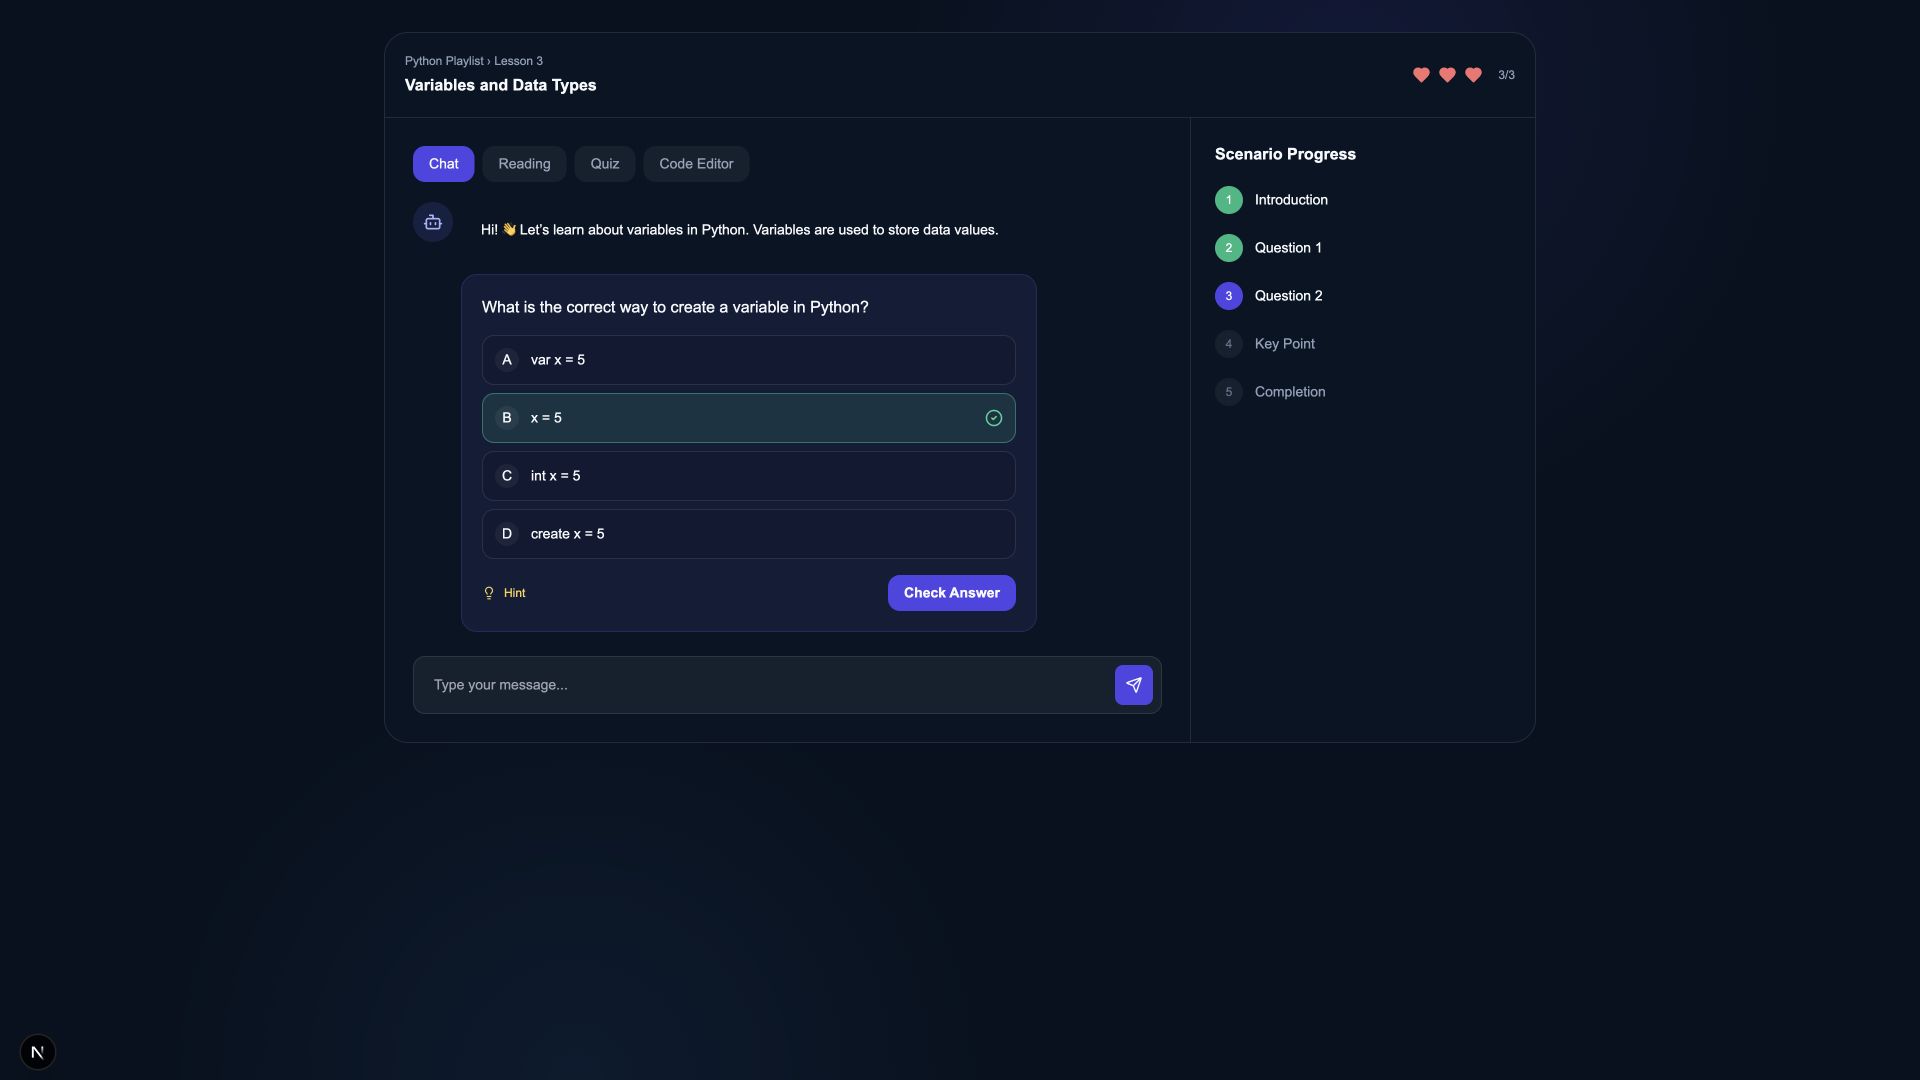 Python Playlist › Lesson 3
Variables and Data Types
3/3
Chat
Reading
Quiz
Code Editor
Hi! 👋 Let's learn about variables in Python. Variables are used to store data values.
What is the correct way to create a variable in Python?
A var x = 5
B x = 5
C int x = 5
D create x = 5
Hint
Check Answer
Type your message...
Scenario Progress
1 Introduction
2 Question 1
3 Question 2
4 Key Point
5 Completion
N